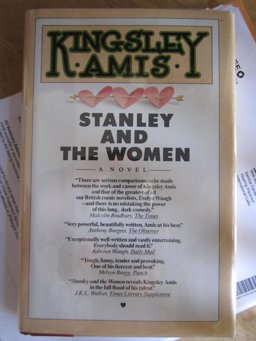 KINGSLEY
·AMIS·
STANLEY
AND
THE WOMEN
A NOVEL
"There are serious comparisons to be made
between the work and career of Kingsley Amis
and that of the greatest of all
our British comic novelists, Evelyn Waugh
—and there is no mistaking the power
of this long, dark comedy."
Malcolm Bradbury, The Times
"Very powerful, beautifully written, Amis at his best."
Anthony Burgess, The Observer
"Exceptionally well written and vastly entertaining.
Everybody should read it."
Auberon Waugh, Daily Mail
"Tough, funny, tender and provoking.
One of his fiercest and best."
Melvyn Bragg, Punch
"Stanley and the Women reveals Kingsley Amis
in the full flood of his talent."
J.K.L. Walker, Times Literary Supplement